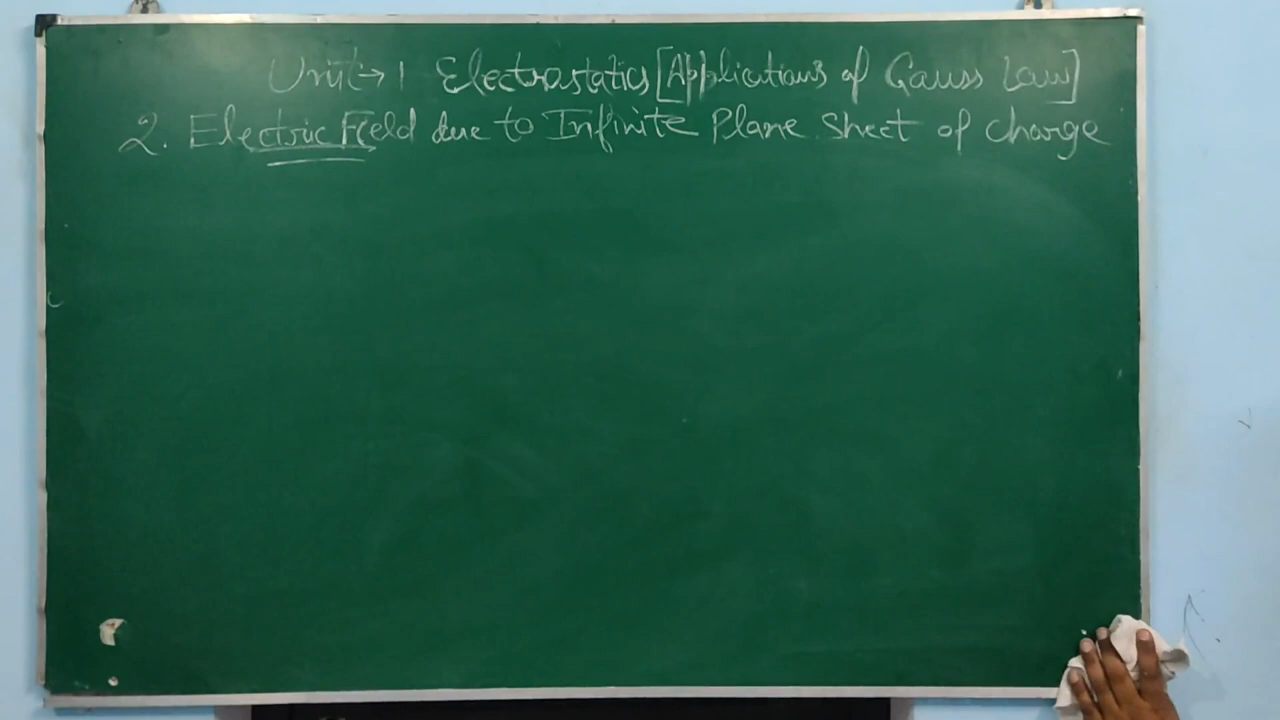 Unit → 1 Electrostatics [Applications of Gauss Law]
2. Electric Field due to Infinite Plane Sheet of charge